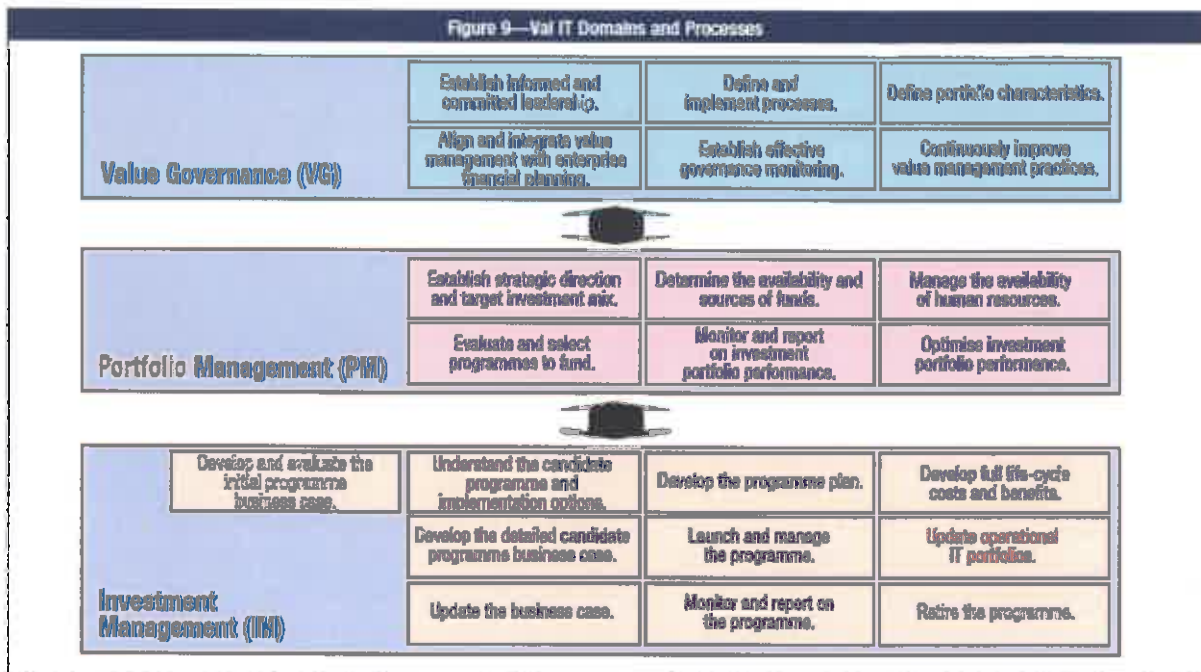 Figure 9—Val IT Domains and Processes
Value Governance (VG)
Establish informed and
committed leadership.
Define and
implement processes.
Define portfolio characteristics.
Align and integrate value
management with enterprise
financial planning.
Establish effective
governance monitoring.
Continuously improve
value management practices.
Portfolio Management (PM)
Establish strategic direction
and target investment mix.
Determine the availability and
sources of funds.
Manage the availability
of human resources.
Evaluate and select
programmes to fund.
Monitor and report
on investment
portfolio performance.
Optimise investment
portfolio performance.
Investment
Management (IM)
Develop and evaluate the
initial programme
business case.
Understand the candidate
programme and
implementation options.
Develop the programme plan.
Develop full life-cycle
costs and benefits.
Develop the detailed candidate
programme business case.
Launch and manage
the programme.
Update operational
IT portfolios.
Update the business case.
Monitor and report on
the programme.
Retire the programme.